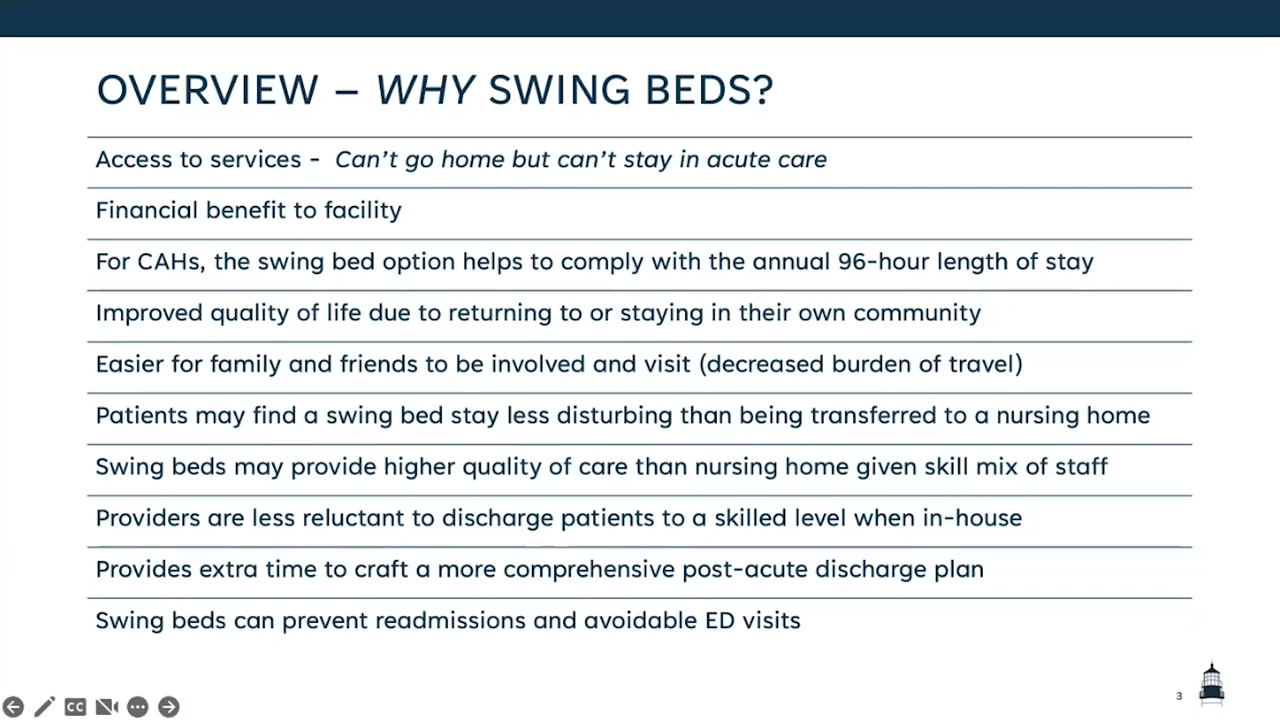 OVERVIEW – WHY SWING BEDS?
Access to services - Can't go home but can't stay in acute care
Financial benefit to facility
For CAHs, the swing bed option helps to comply with the annual 96-hour length of stay
Improved quality of life due to returning to or staying in their own community
Easier for family and friends to be involved and visit (decreased burden of travel)
Patients may find a swing bed stay less disturbing than being transferred to a nursing home
Swing beds may provide higher quality of care than nursing home given skill mix of staff
Providers are less reluctant to discharge patients to a skilled level when in-house
Provides extra time to craft a more comprehensive post-acute discharge plan
Swing beds can prevent readmissions and avoidable ED visits
3
CC